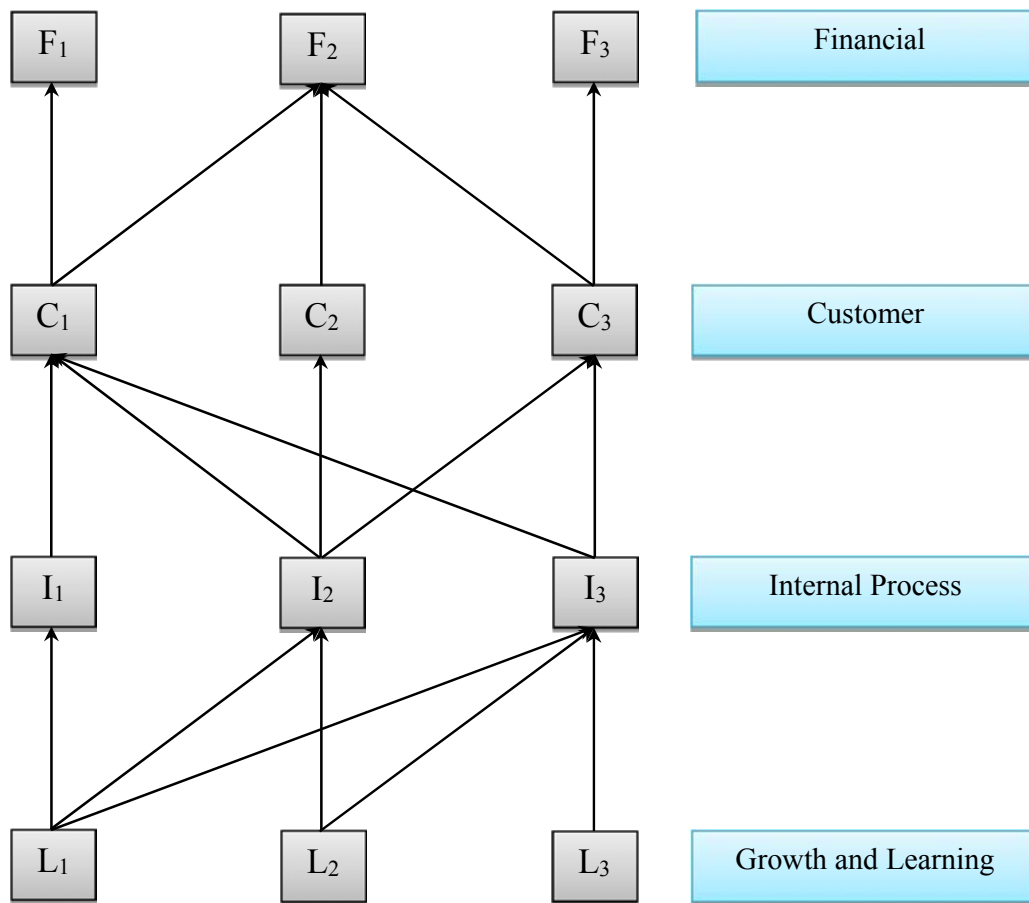 F₁ F₂ F₃ Financial
C₁ C₂ C₃ Customer
I₁ I₂ I₃ Internal Process
L₁ L₂ L₃ Growth and Learning